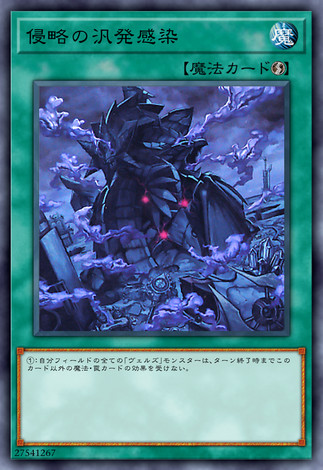 侵略の汎発感染
魔
【魔法カード】
①:自分フィールドの全ての「ヴェルズ」モンスターは、ターン終了時までこの
カード以外の魔法・罠カードの効果を受けない。
27541267